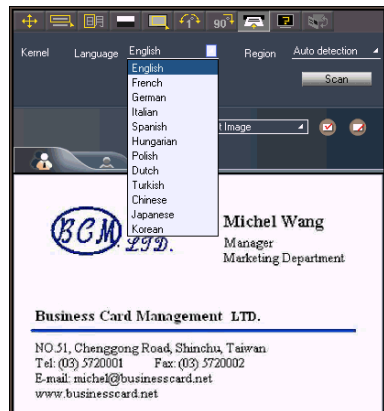 90°
Kernel Language English Region Auto detection
Scan
English
French
German
Italian
Spanish
Hungarian
Polish
Dutch
Turkish
Chinese
Japanese
Korean
t Image
BCM
LTD.
Michel Wang
Manager
Marketing Department
Business Card Management LTD.
NO.51, Chenggong Road, Shinchu, Taiwan
Tel: (03) 5720001 Fax: (03) 5720002
E-mail: michel@businesscard.net
www.businesscard.net